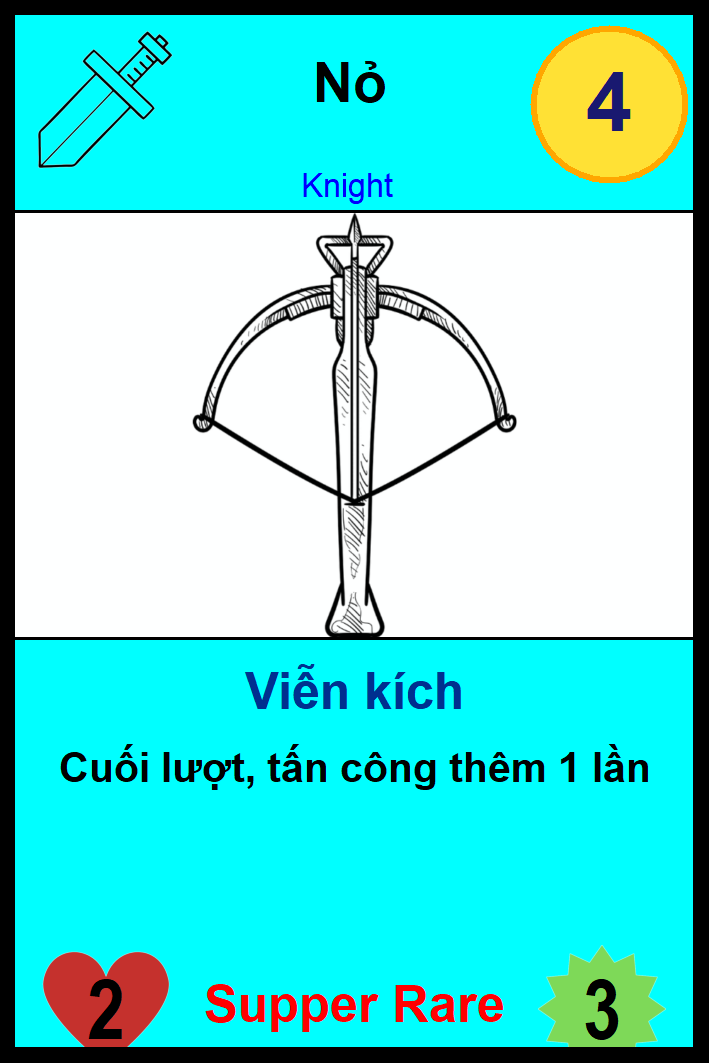 Nỏ
4
Knight
Viễn kích
Cuối lượt, tấn công thêm 1 lần
2
Supper Rare
3